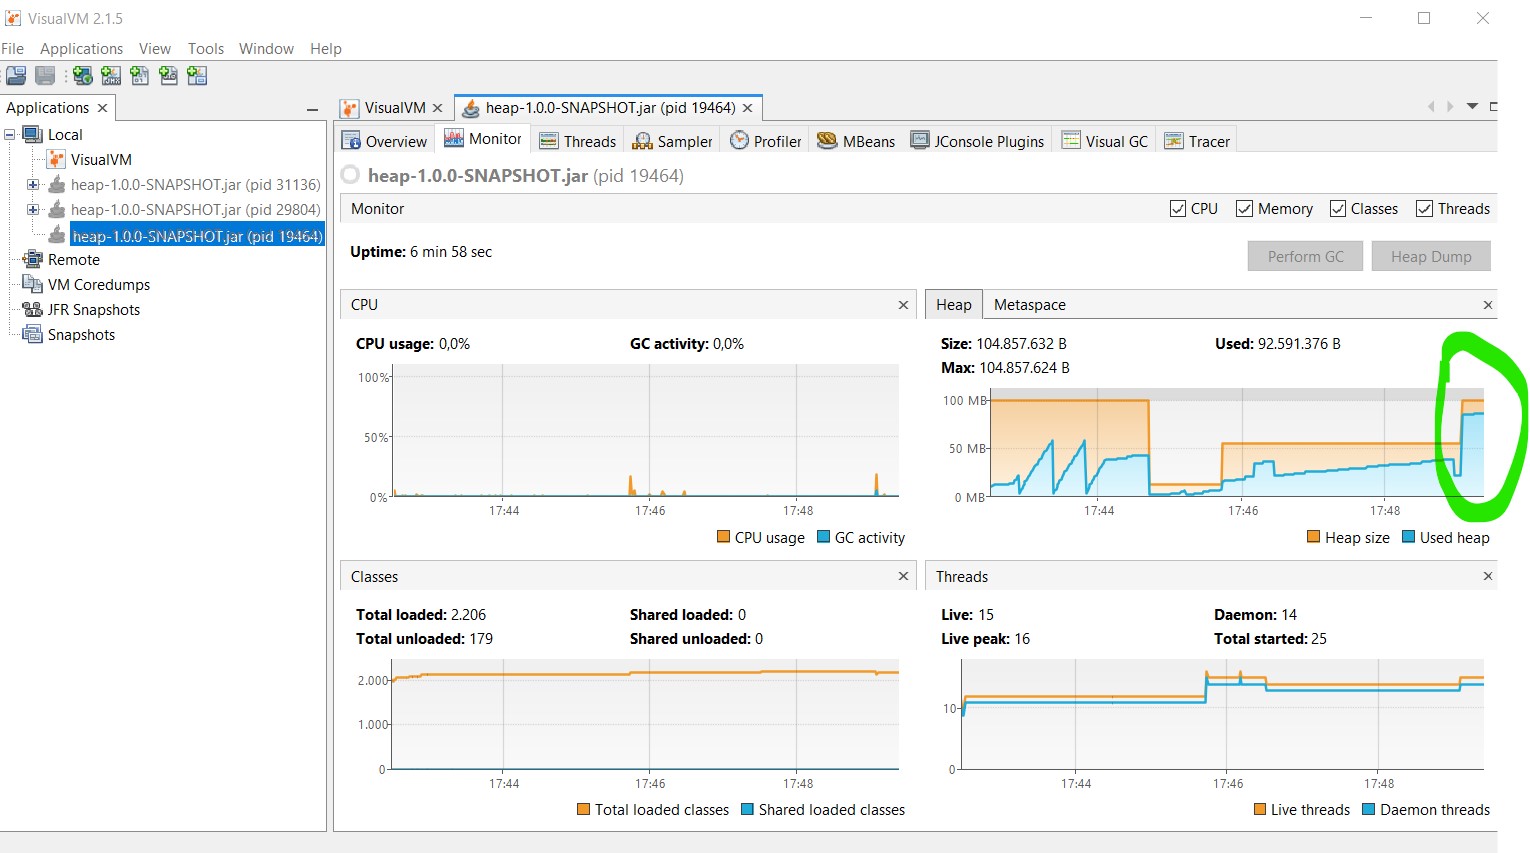 VisualVM 2.1.5
File Applications View Tools Window Help
Applications
VisualVM
heap-1.0.0-SNAPSHOT.jar (pid 19464)
Local
VisualVM
heap-1.0.0-SNAPSHOT.jar (pid 31136)
heap-1.0.0-SNAPSHOT.jar (pid 29804)
heap-1.0.0-SNAPSHOT.jar (pid 19464)
Remote
VM Coredumps
JFR Snapshots
Snapshots
Overview Monitor Threads Sampler Profiler MBeans JConsole Plugins Visual GC Tracer
heap-1.0.0-SNAPSHOT.jar (pid 19464)
Monitor
CPU Memory Classes Threads
Uptime: 6 min 58 sec
Perform GC Heap Dump
CPU
CPU usage: 0,0% GC activity: 0,0%
100%
50%
0%
17:44 17:46 17:48
CPU usage GC activity
Heap Metaspace
Size: 104.857.632 B Used: 92.591.376 B
Max: 104.857.624 B
100 MB
50 MB
0 MB
17:44 17:46 17:48
Heap size Used heap
Classes
Total loaded: 2.206 Shared loaded: 0
Total unloaded: 179 Shared unloaded: 0
2.000
1.000
0
17:44 17:46 17:48
Total loaded classes Shared loaded classes
Threads
Live: 15 Daemon: 14
Live peak: 16 Total started: 25
10
0
17:44 17:46 17:48
Live threads Daemon threads